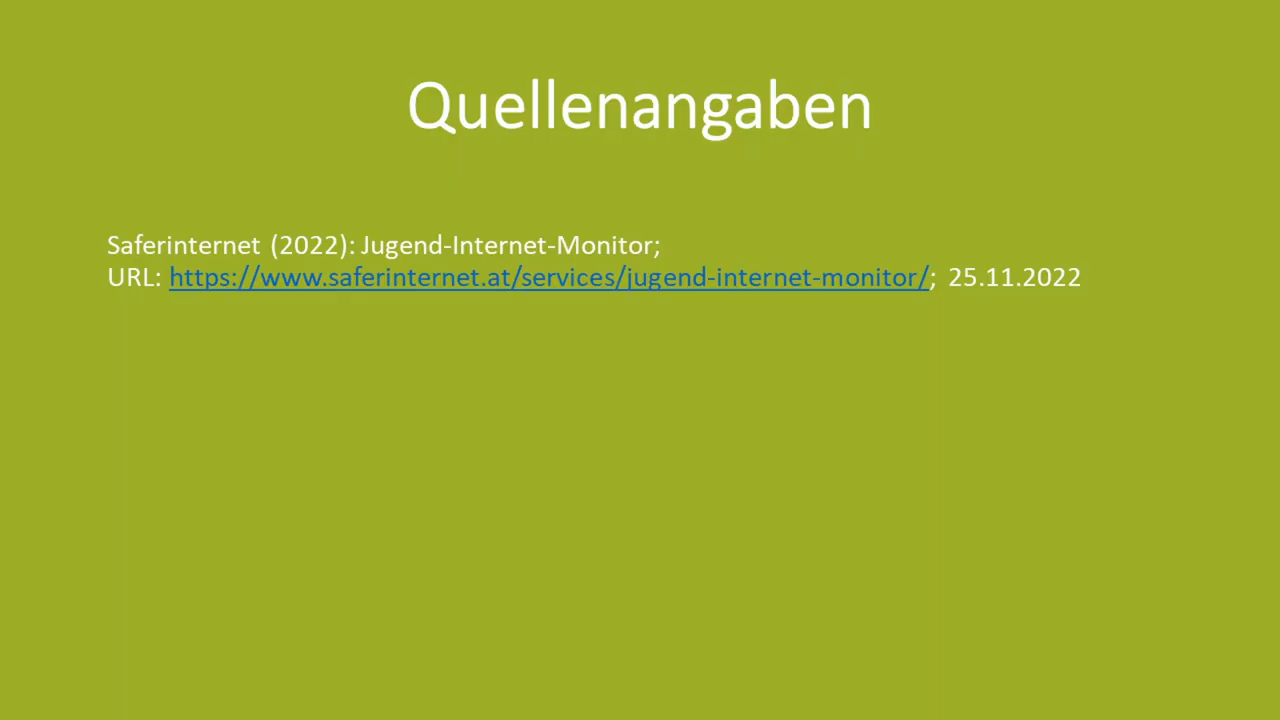 Quellenangaben
Saferinternet (2022): Jugend-Internet-Monitor;
URL: https://www.saferinternet.at/services/jugend-internet-monitor/; 25.11.2022